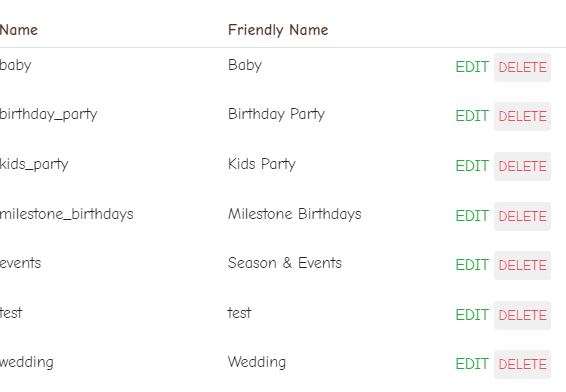 Name Friendly Name
baby Baby EDIT DELETE
birthday_party Birthday Party EDIT DELETE
kids_party Kids Party EDIT DELETE
milestone_birthdays Milestone Birthdays EDIT DELETE
events Season & Events EDIT DELETE
test test EDIT DELETE
wedding Wedding EDIT DELETE